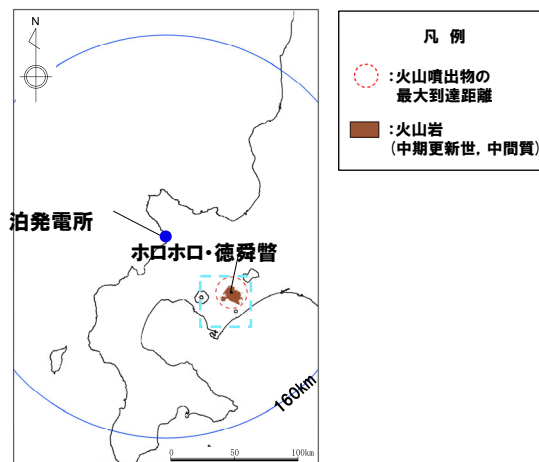 N
泊発電所
ホロホロ・徳舜瞥
160km
0 50 100km
凡 例
:火山噴出物の
最大到達距離
:火山岩
(中期更新世,中間質)